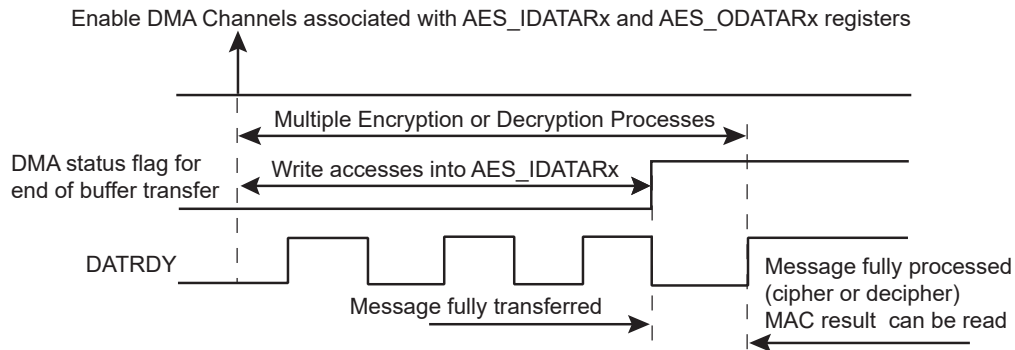 Enable DMA Channels associated with AES_IDATARx and AES_ODATARx registers
Multiple Encryption or Decryption Processes
DMA status flag for
end of buffer transfer
Write accesses into AES_IDATARx
DATRDY
Message fully transferred
Message fully processed
(cipher or decipher)
MAC result can be read